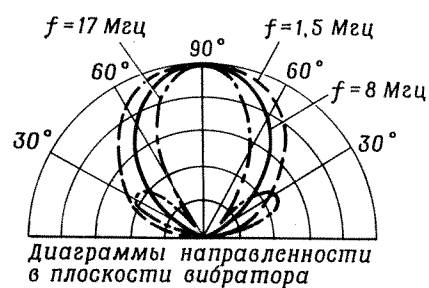 f=17 Мгц
90°
f=1,5 Мгц
60°
60°
f=8 Мгц
30°
30°
Диаграммы направленности
в плоскости вибратора